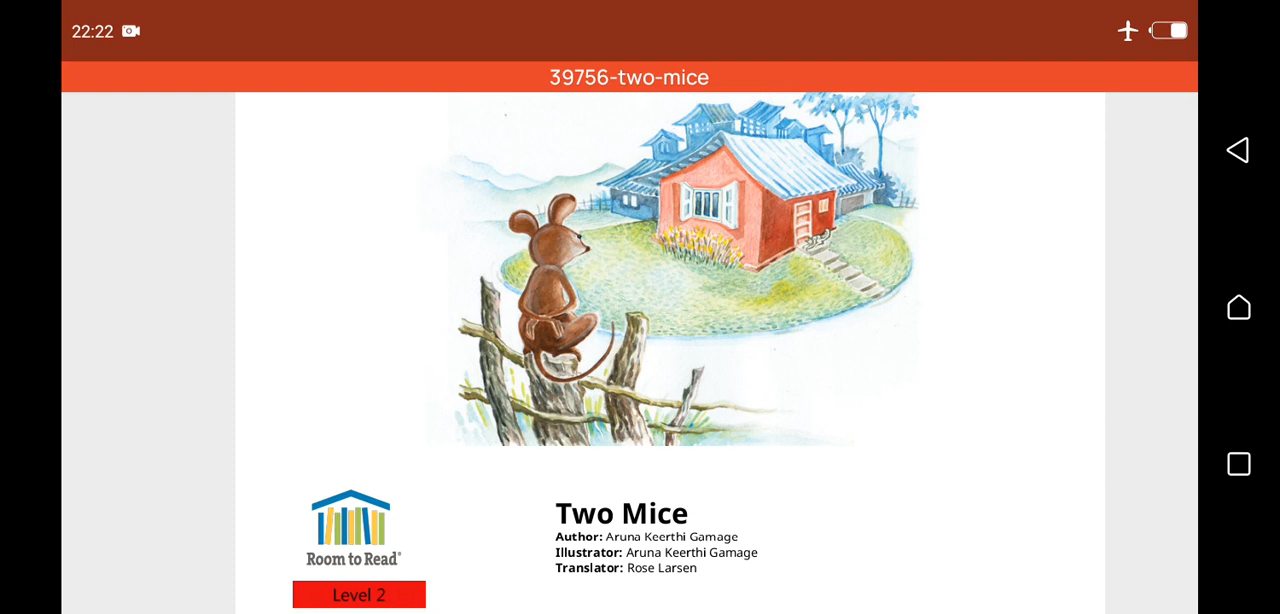 22:22
39756-two-mice
Two Mice
Author: Aruna Keerthi Gamage
Illustrator: Aruna Keerthi Gamage
Translator: Rose Larsen
Room to Read®
Level 2